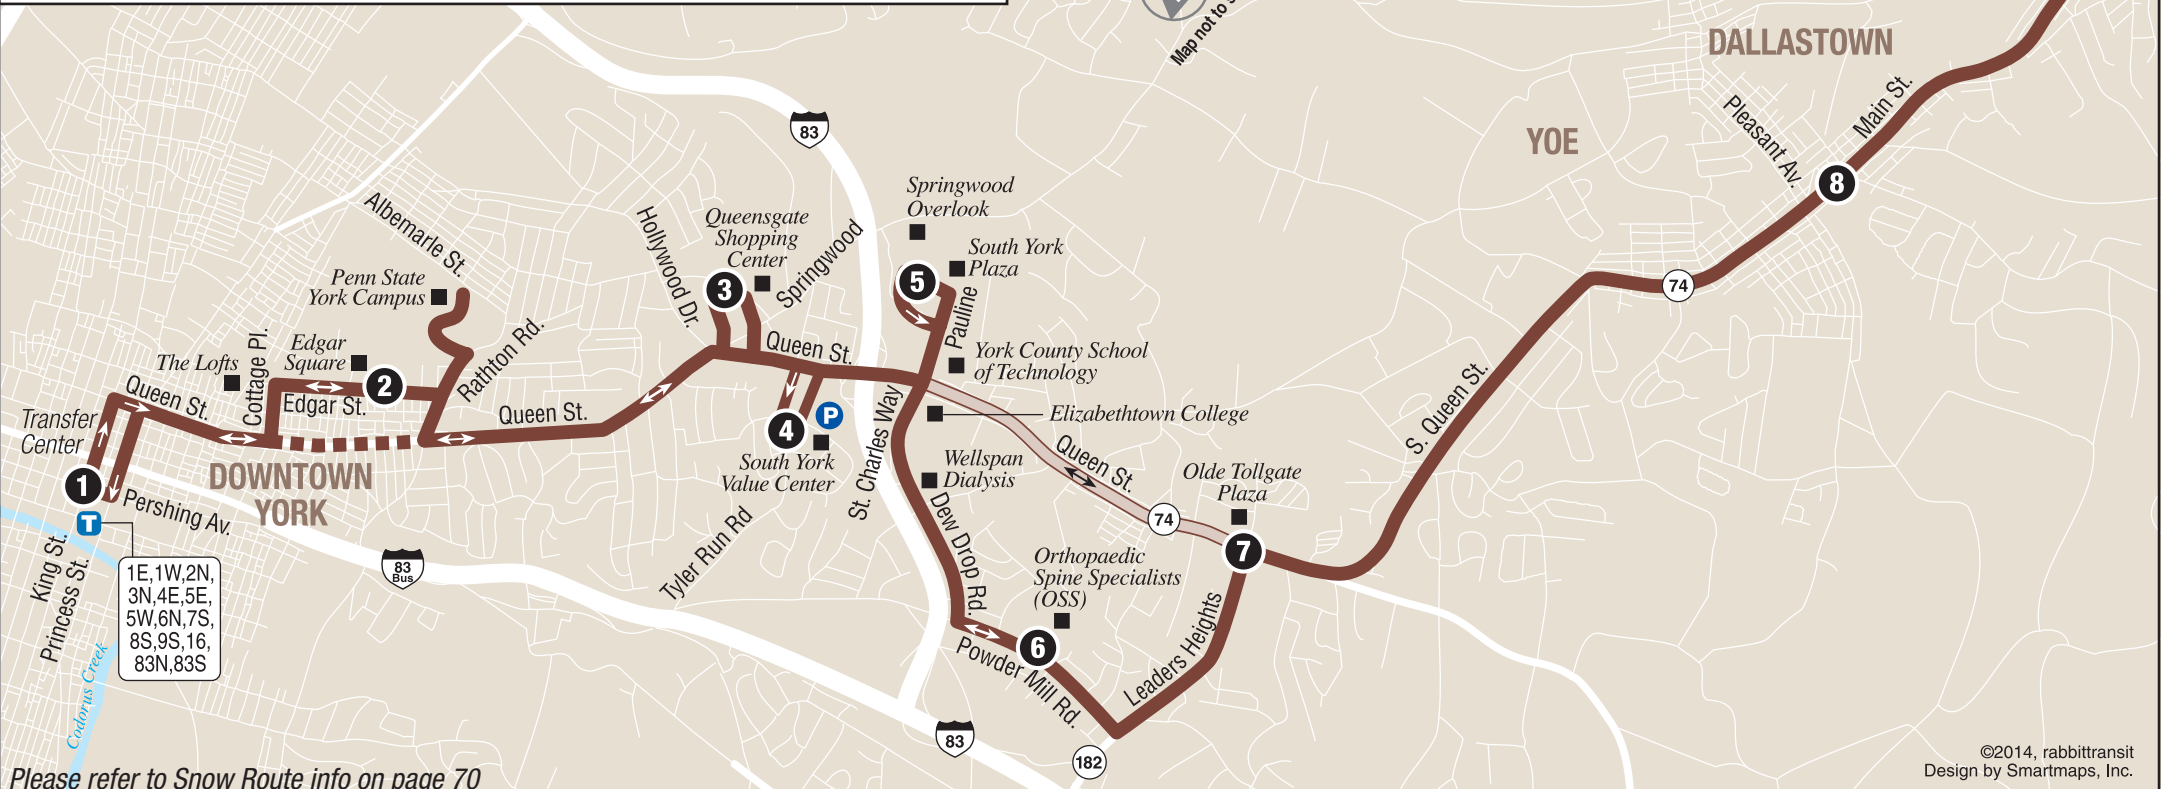 Map not to
DALLASTOWN
YOE
Pleasant Av.
Main St.
8
83
Springwood
Overlook
South York
Plaza
5
Pauline
Queensgate
Shopping
Center
Springwood
Hollywood Dr.
3
Albemarle St.
Penn State
York Campus
Rathton Rd.
Edgar
Square
The Lofts
Cottage Pl.
2
Edgar St.
Queen St.
Queen St.
Queen St.
Transfer
Center
1
T
Pershing Av.
DOWNTOWN
YORK
King St.
Princess St.
Codorus Creek
1E,1W,2N,
3N,4E,5E,
5W,6N,7S,
8S,9S,16,
83N,83S
83
Bus
4
P
South York
Value Center
Tyler Run Rd
St. Charles Way
York County School
of Technology
Elizabethtown College
Wellspan
Dialysis
Dew Drop Rd.
Queen St.
74
Olde Tollgate
Plaza
7
Orthopaedic
Spine Specialists
(OSS)
6
Powder Mill Rd.
Leaders Heights
182
83
S. Queen St.
74
©2014, rabbittransit
Design by Smartmaps, Inc.
Please refer to Snow Route info on page 70